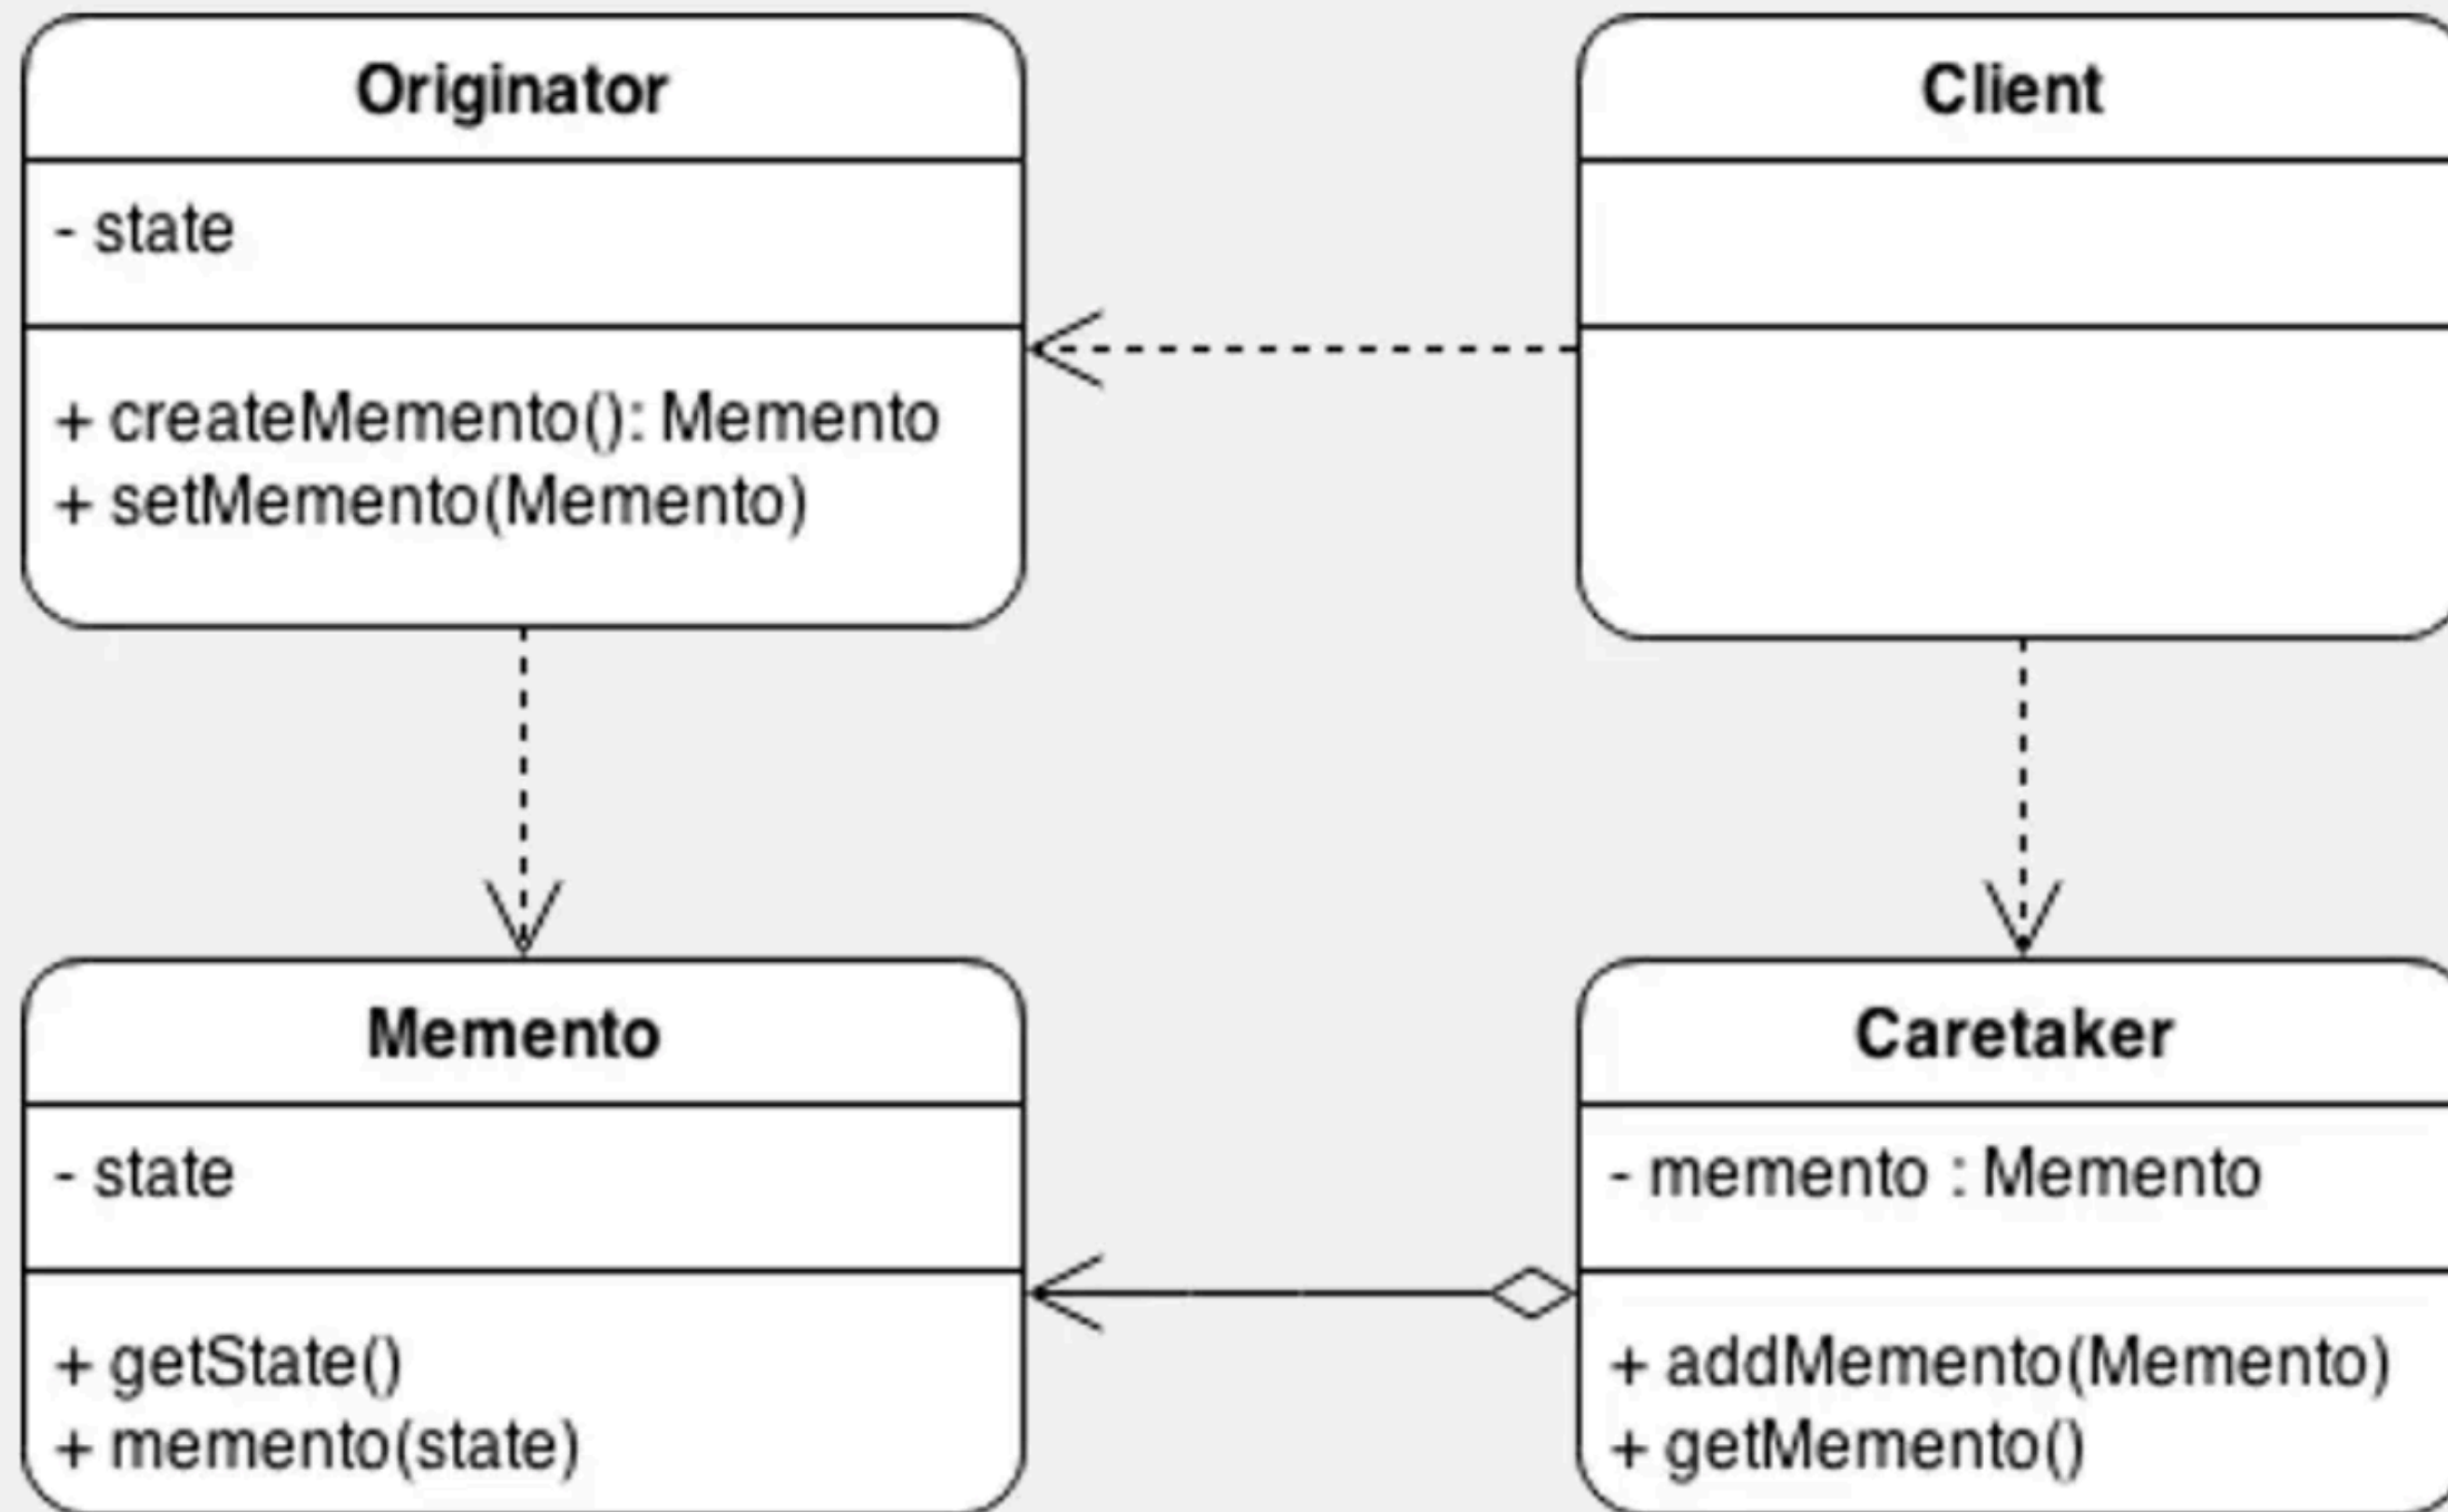 Originator
- state
+ createMemento(): Memento
+ setMemento(Memento)
Client
Memento
- state
+ getState()
+ memento(state)
Caretaker
- memento : Memento
+ addMemento(Memento)
+ getMemento()